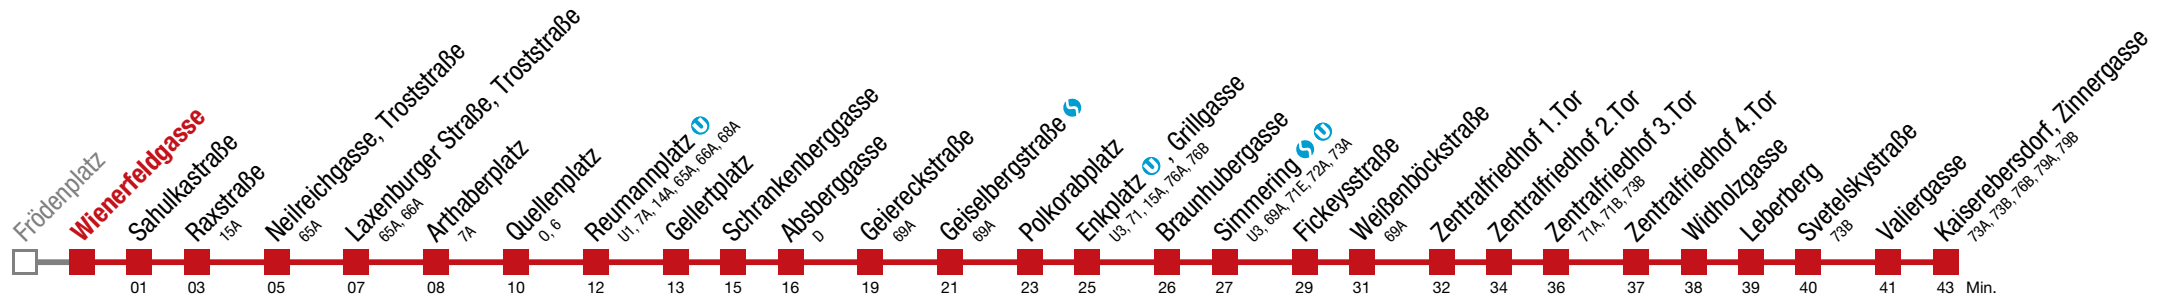 Frödenplatz
Wienerfeldgasse
Sahulkastraße
Raxstraße
15A
Neilreichgasse, Troststraße
65A
Laxenburger Straße, Troststraße
65A, 66A
Arthaberplatz
7A
Quellenplatz
O, 6
Reumannplatz U
U1, 7A, 14A, 65A, 66A, 68A
Gellertplatz
Schrankenberggasse
Absberggasse
D
Geiereckstraße
69A
Geiselbergstraße S
69A
Polkorabplatz
Enkplatz U , Grillgasse
U3, 71, 15A, 76A, 76B
Braunhubergasse
Simmering S U
U3, 69A, 71E, 72A, 73A
Fickeysstraße
Weißenböckstraße
69A
Zentralfriedhof 1.Tor
Zentralfriedhof 2.Tor
Zentralfriedhof 3.Tor
71A, 71B, 73B
Zentralfriedhof 4.Tor
Widholzgasse
Leberberg
Svetelskystraße
73B
Valiergasse
Kaiserebersdorf, Zinnergasse
73A, 73B, 76B, 79A, 79B
01 03 05 07 08 10 12 13 15 16 19 21 23 25 26 27 29 31 32 34 36 37 38 39 40 41 43 Min.